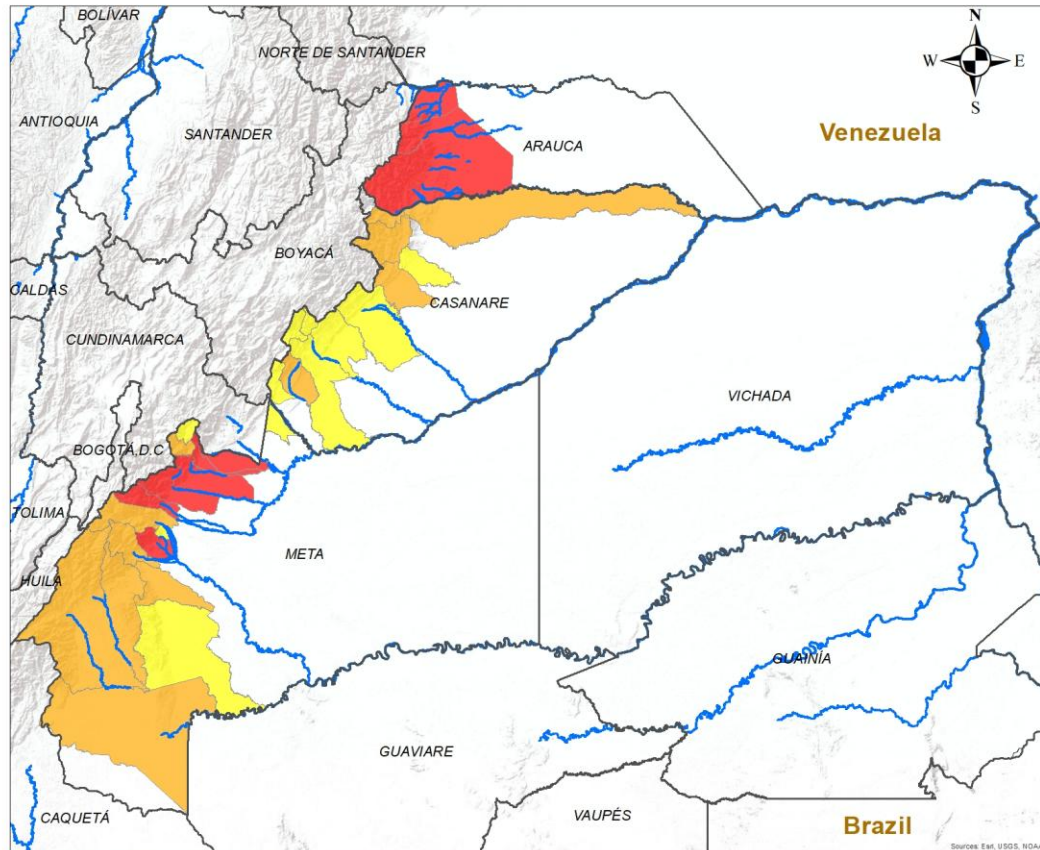 BOLÍVAR
NORTE DE SANTANDER
N
W
E
S
ANTIOQUIA
SANTANDER
ARAUCA
Venezuela
BOYACÁ
CALDAS
CASANARE
CUNDINAMARCA
VICHADA
BOGOTÁ,D.C
TOLIMA
META
HUILA
GUAINÍA
GUAVIARE
CAQUETÁ
VAUPÉS
Brazil
Sources: Esri, USGS, NOAA